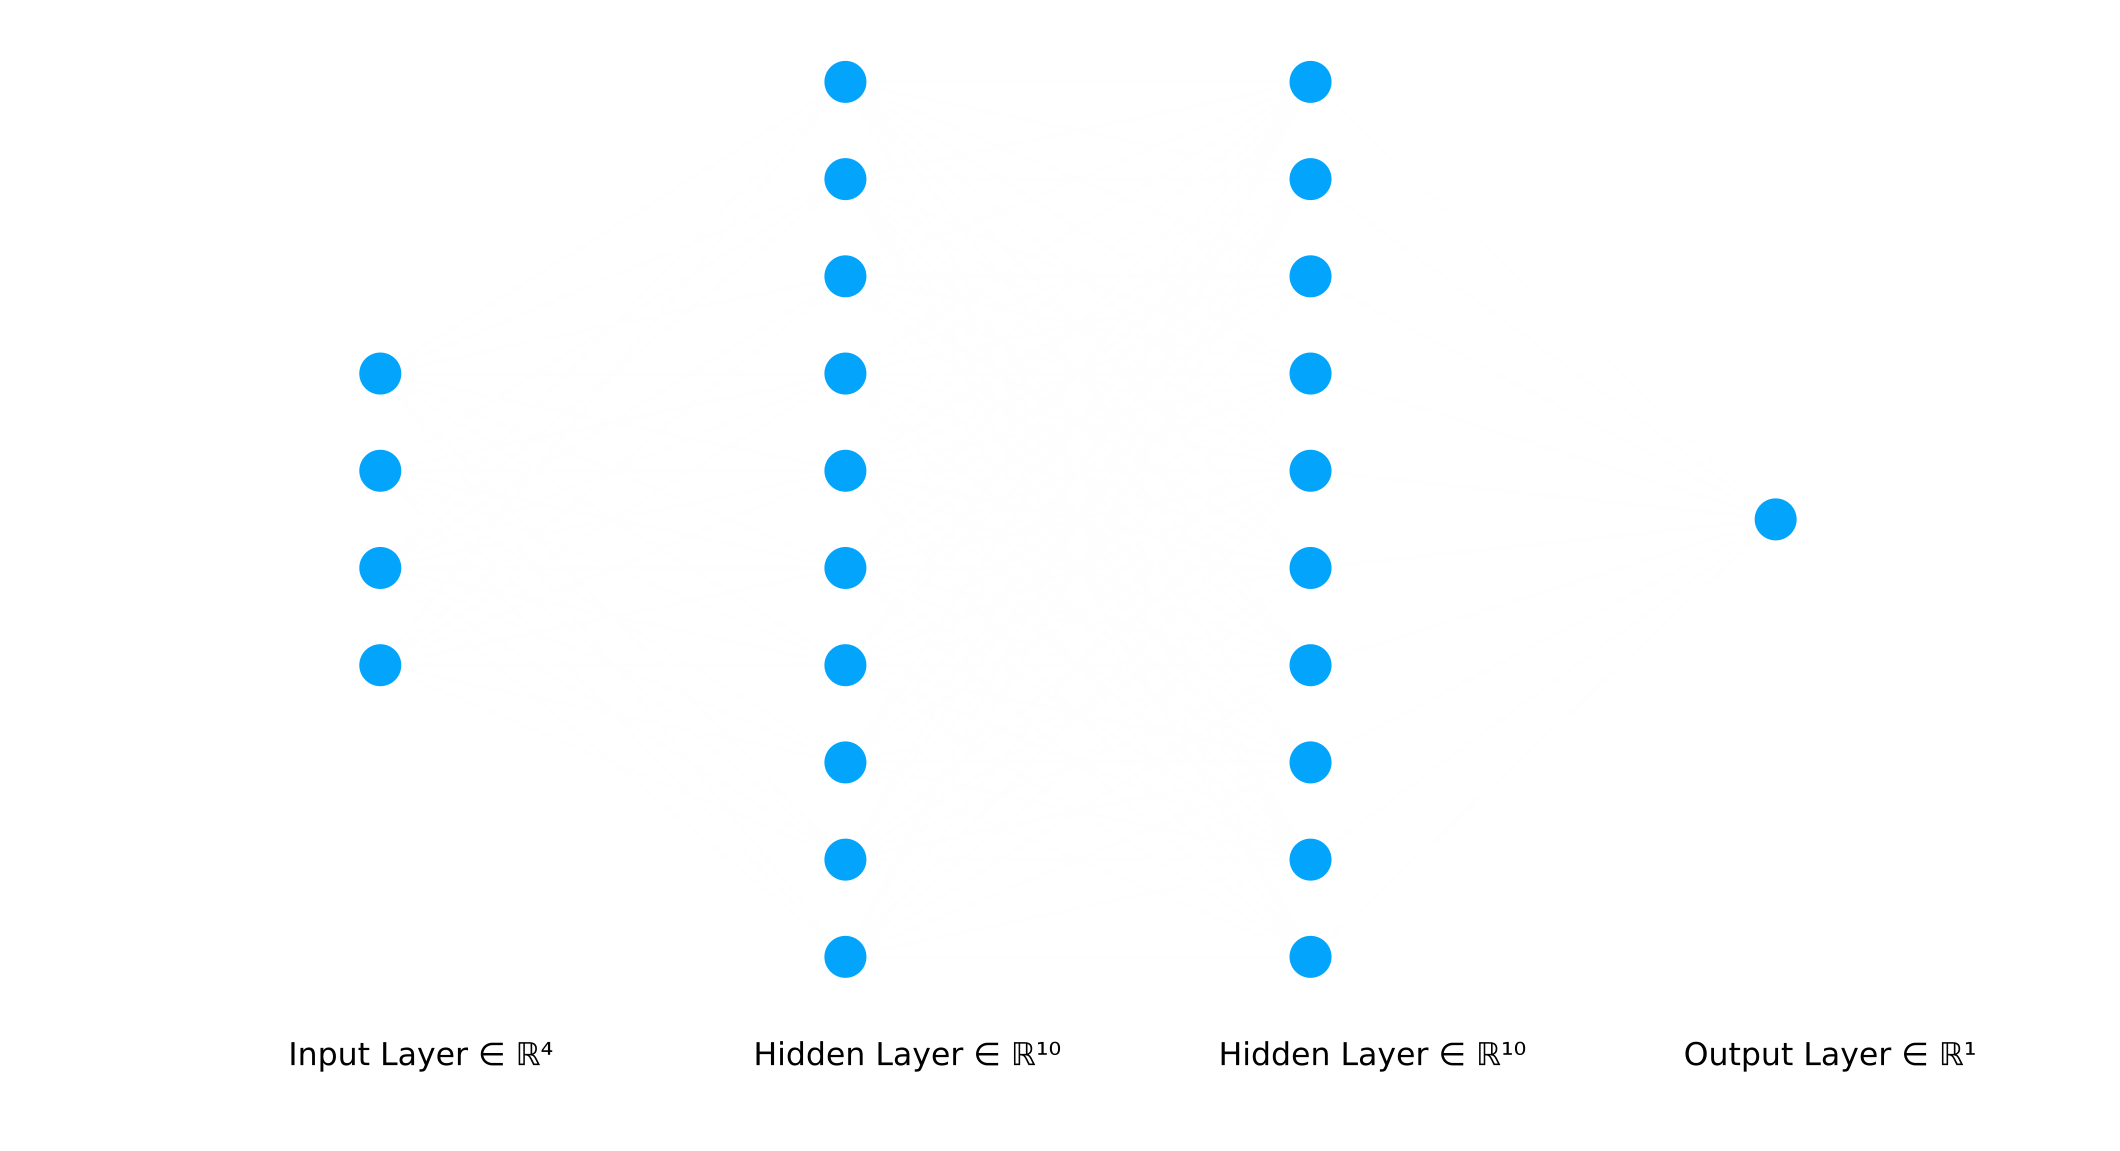 Input Layer ∈ ℝ⁴
Hidden Layer ∈ ℝ¹⁰
Hidden Layer ∈ ℝ¹⁰
Output Layer ∈ ℝ¹